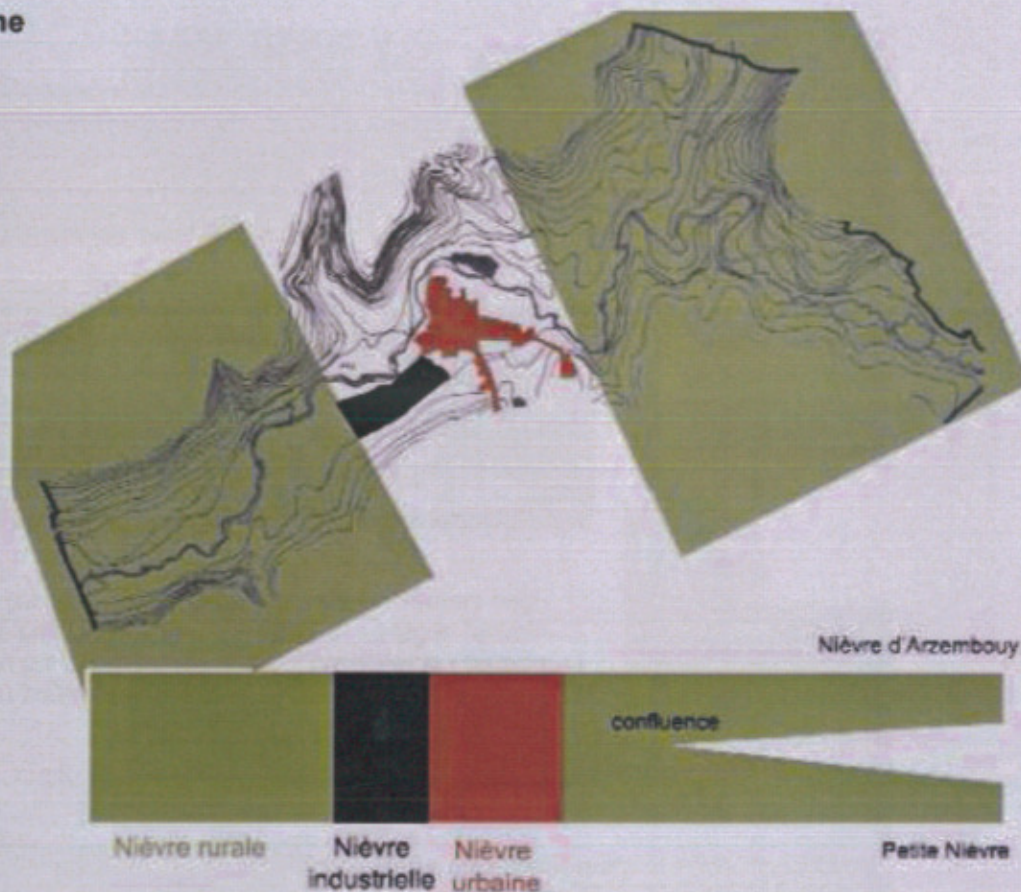 Nièvre d'Arzembouy
confluence
Nièvre rurale
Nièvre
industrielle
Nièvre
urbaine
Petite Nièvre